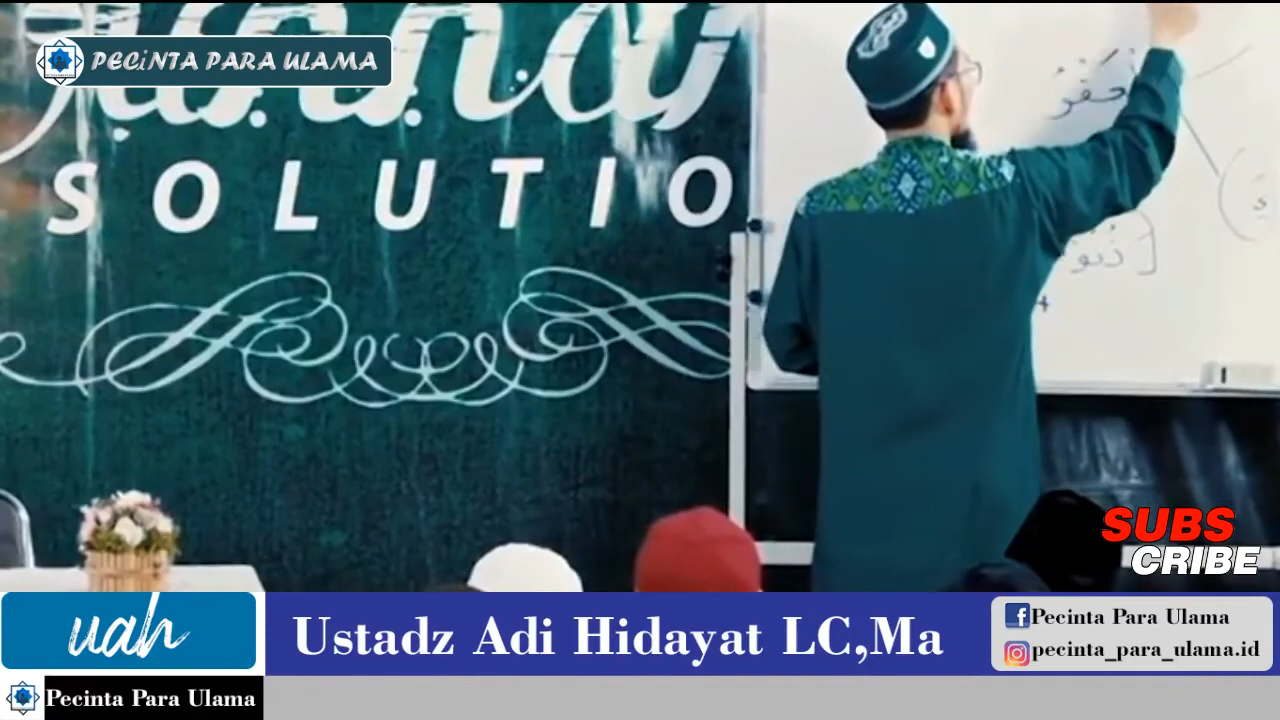 PECiNTA PARA ULAMA
SOLUTIO
SUBS
CRIBE
uah
Ustadz Adi Hidayat LC,Ma
Pecinta Para Ulama
pecinta_para_ulama.id
Pecinta Para Ulama